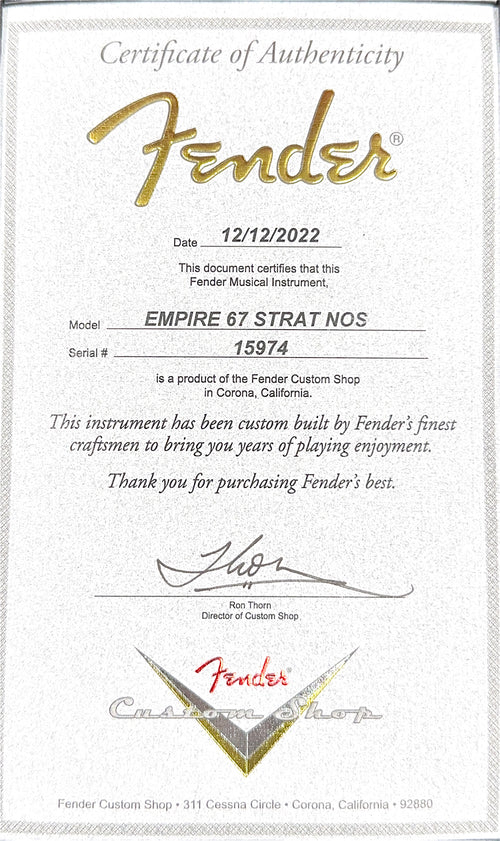 Certificate of Authenticity
Fender®
Date 12/12/2022
This document certifies that this
Fender Musical Instrument,
Model EMPIRE 67 STRAT NOS
Serial # 15974
is a product of the Fender Custom Shop
in Corona, California.
This instrument has been custom built by Fender's finest
craftsmen to bring you years of playing enjoyment.
Thank you for purchasing Fender's best.
Thorn
Ron Thorn
Director of Custom Shop
Fender®
Custom Shop
Fender Custom Shop • 311 Cessna Circle • Corona, California • 92880